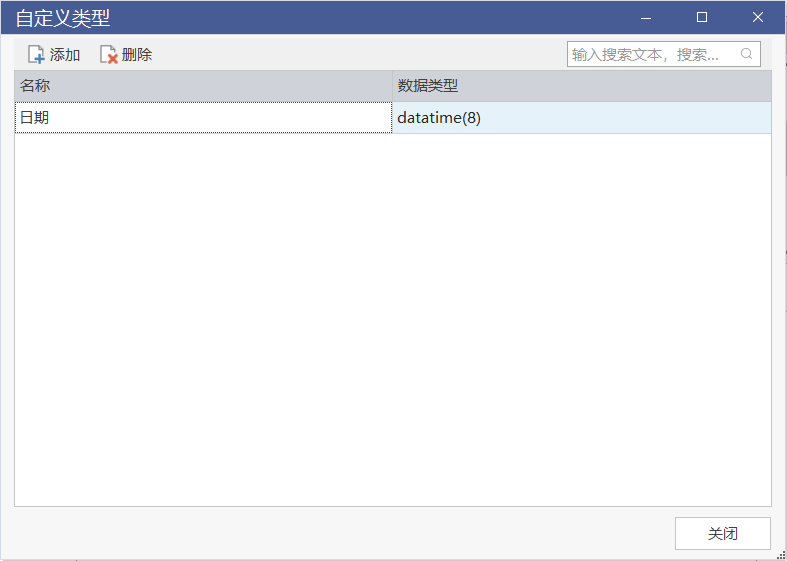 自定义类型
添加 删除 输入搜索文本，搜索...
名称 数据类型
日期 datatime(8)
关闭